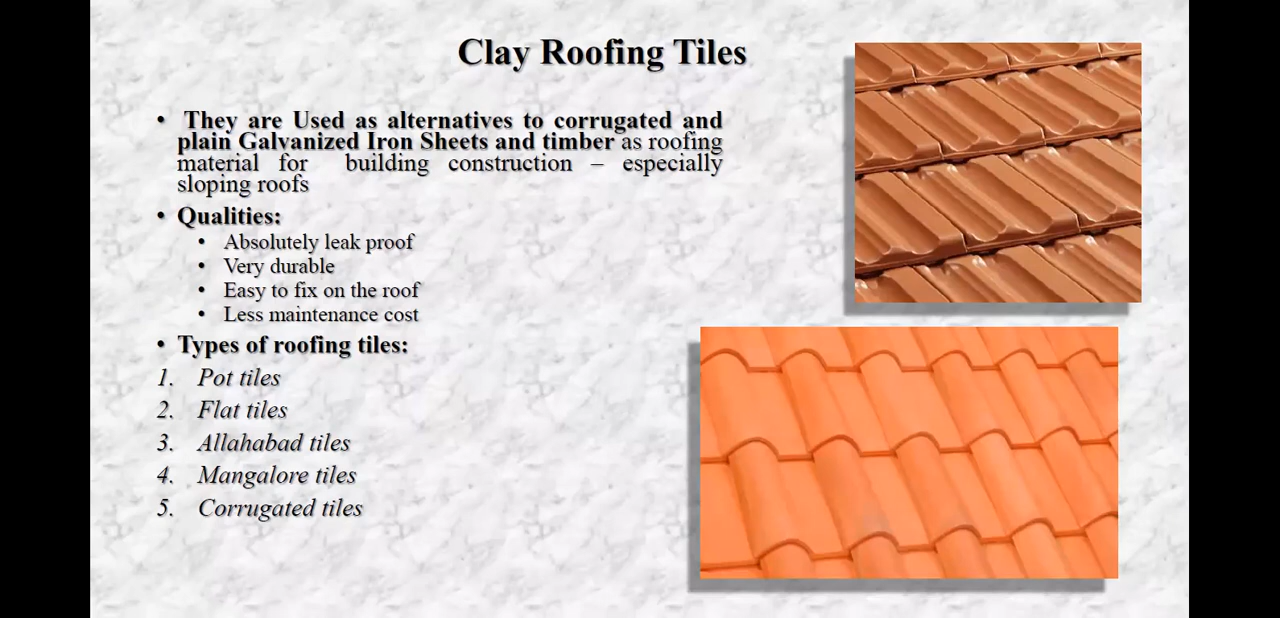 Clay Roofing Tiles
• They are Used as alternatives to corrugated and
plain Galvanized Iron Sheets and timber as roofing
material for building construction – especially
sloping roofs
• Qualities:
• Absolutely leak proof
• Very durable
• Easy to fix on the roof
• Less maintenance cost
• Types of roofing tiles:
1. Pot tiles
2. Flat tiles
3. Allahabad tiles
4. Mangalore tiles
5. Corrugated tiles